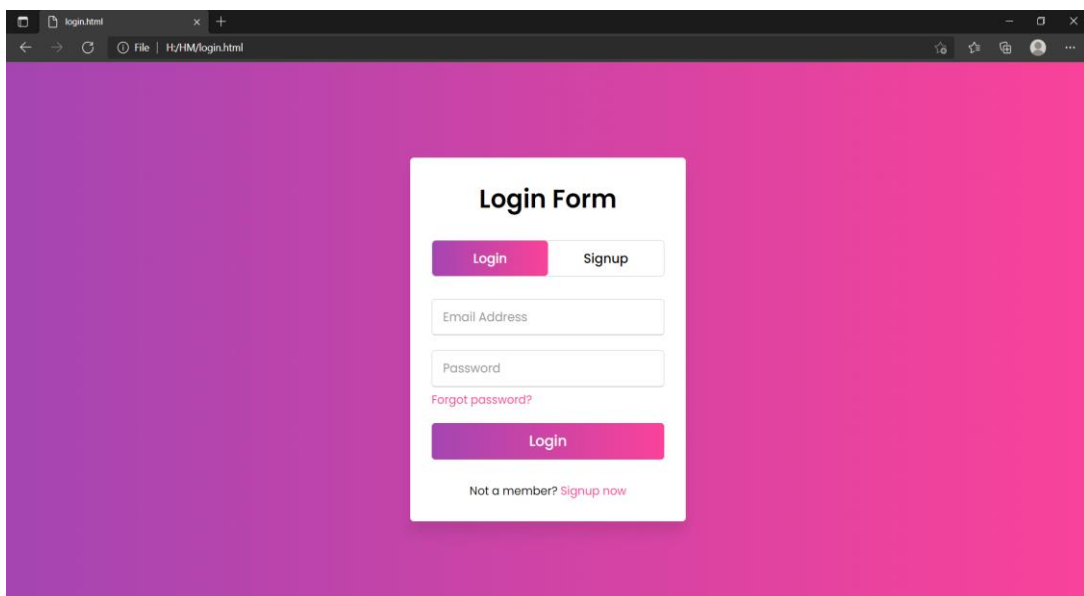 login.html
File | H:/HM/login.html
Login Form
Login Signup
Email Address
Password
Forgot password?
Login
Not a member? Signup now